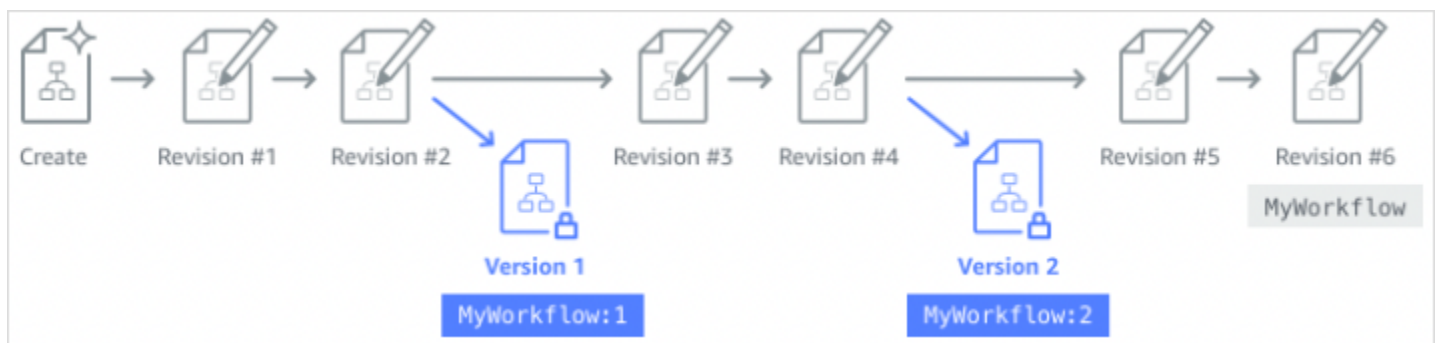 Create
Revision #1
Revision #2
Revision #3
Revision #4
Revision #5
Revision #6
MyWorkflow
Version 1
Version 2
MyWorkflow:1
MyWorkflow:2